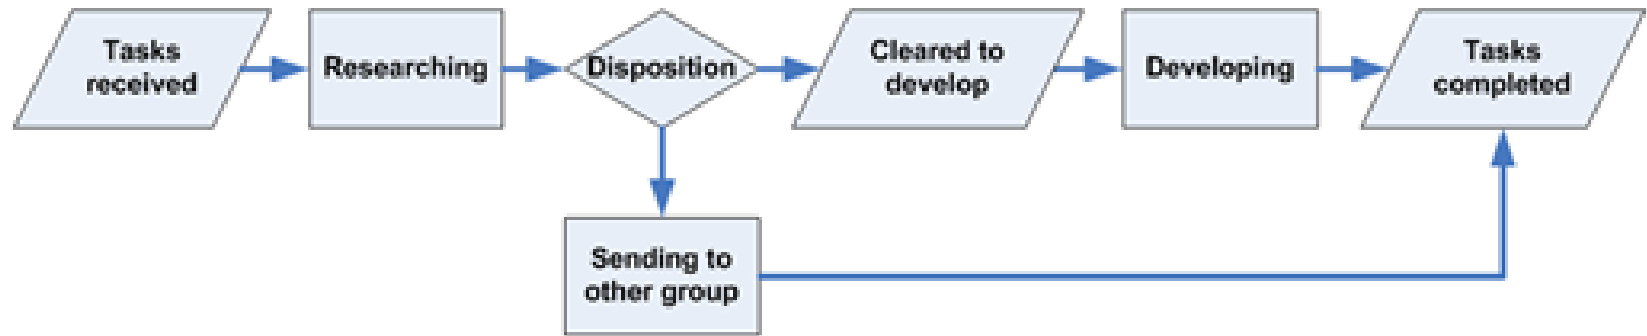 Tasks
received
Researching
Disposition
Cleared to
develop
Developing
Tasks
completed
Sending to
other group